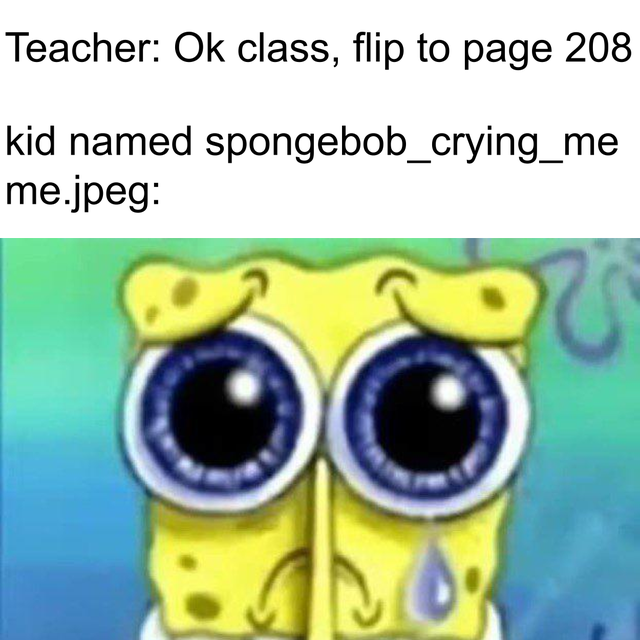 Teacher: Ok class, flip to page 208
kid named spongebob_crying_me
me.jpeg: